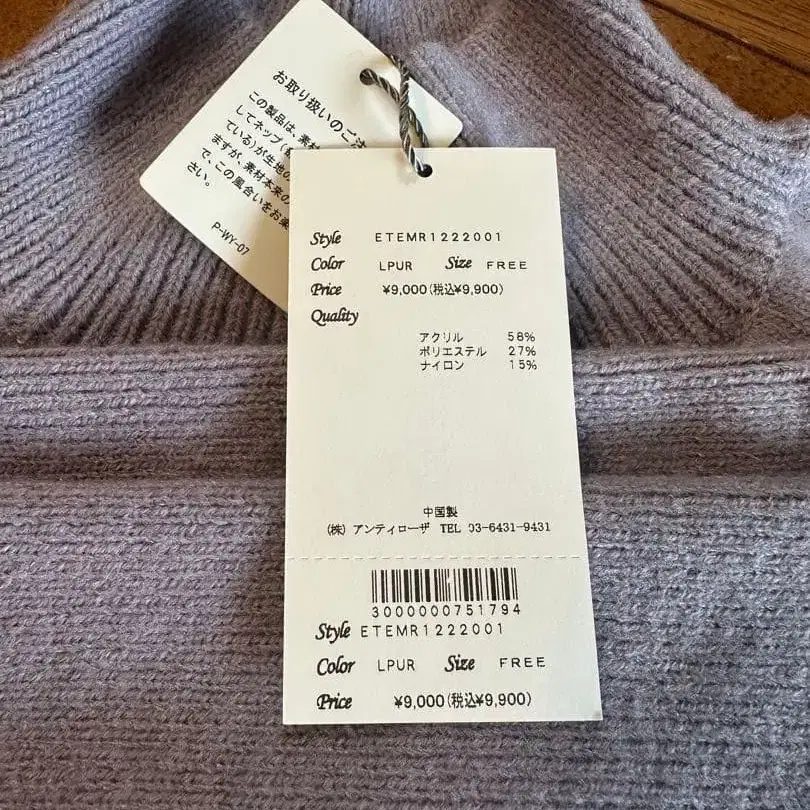 お取り扱いのご注
この製品は、素材
してネップ(
ている)が生地の
ますが、素材本来の
で、この風合いをお楽
さい。
P-WY-07
Style ETEMR1222001
Color LPUR Size FREE
Price ¥9,000(税込¥9,900)
Quality
アクリル 58%
ポリエステル 27%
ナイロン 15%
中国製
(株) アンティローザ TEL 03-6431-9431
3000000751794
Style ETEMR1222001
Color LPUR Size FREE
Price ¥9,000(税込¥9,900)